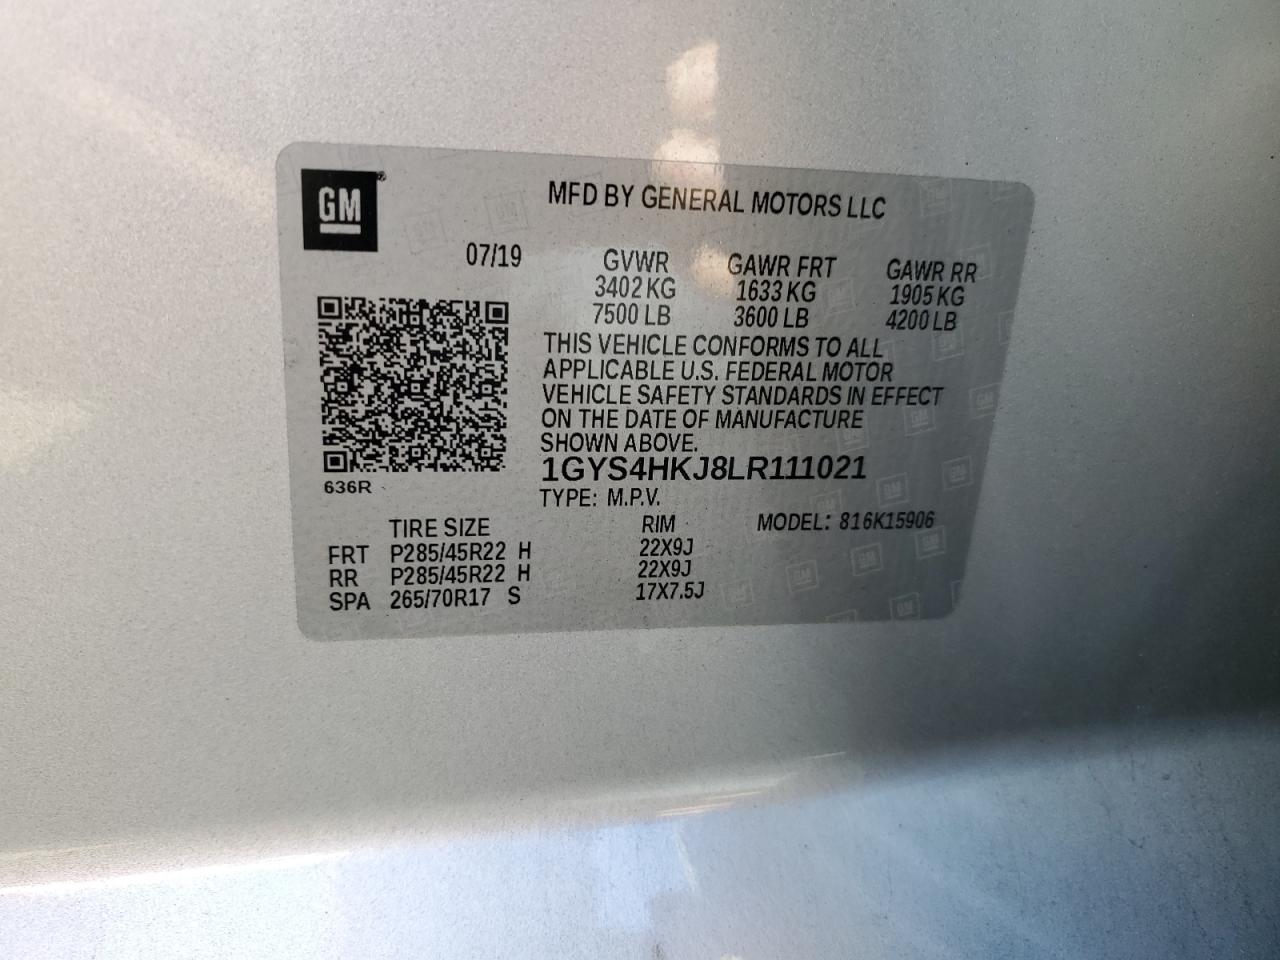 GM
MFD BY GENERAL MOTORS LLC
07/19
GVWR GAWR FRT GAWR RR
3402 KG 1633 KG 1905 KG
7500 LB 3600 LB 4200 LB
THIS VEHICLE CONFORMS TO ALL
APPLICABLE U.S. FEDERAL MOTOR
VEHICLE SAFETY STANDARDS IN EFFECT
ON THE DATE OF MANUFACTURE
SHOWN ABOVE.
1GYS4HKJ8LR111021
636R
TYPE: M.P.V.
TIRE SIZE RIM MODEL: 816K15906
FRT P285/45R22 H 22X9J
RR P285/45R22 H 22X9J
SPA 265/70R17 S 17X7.5J